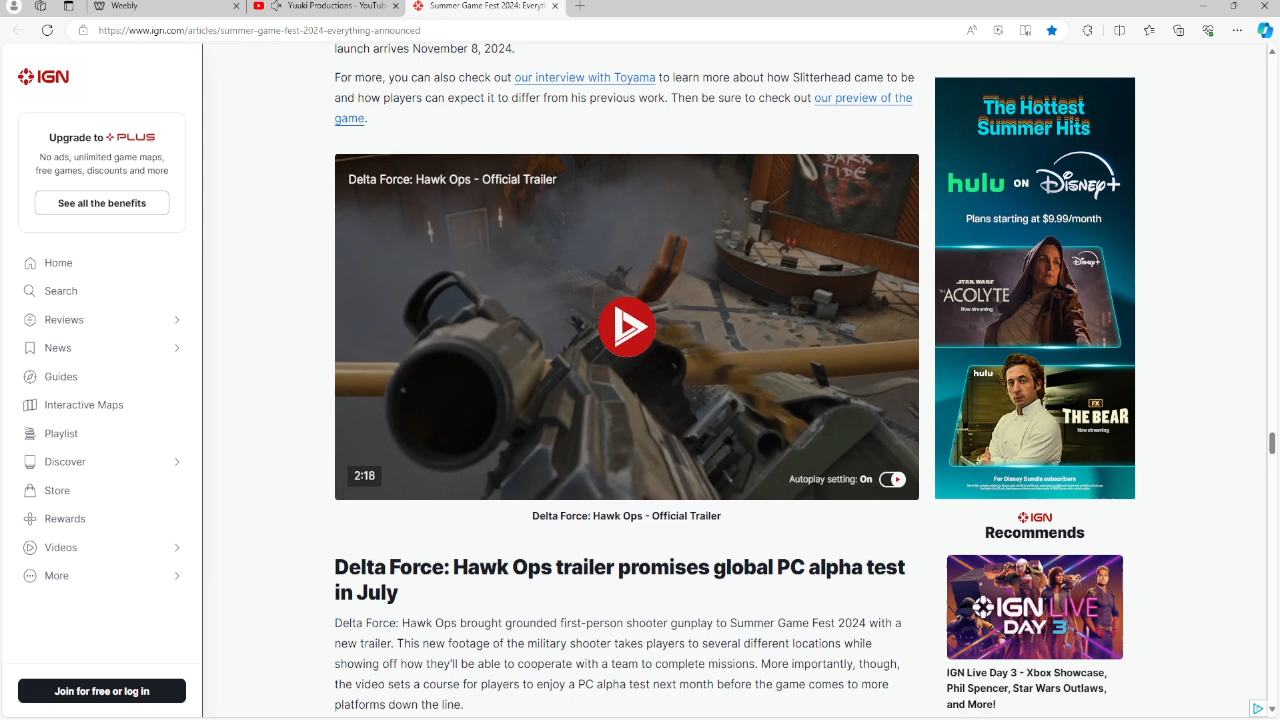 Weebly
Yuuki Productions - YouTub
Summer Game Fest 2024: Everyt
https://www.ign.com/articles/summer-game-fest-2024-everything-announced
IGN
Upgrade to PLUS
No ads, unlimited game maps,
free games, discounts and more
See all the benefits
Home
Search
Reviews
News
Guides
Interactive Maps
Playlist
Discover
Store
Rewards
Videos
More
Join for free or log in
launch arrives November 8, 2024.
For more, you can also check out our interview with Toyama to learn more about how Slitterhead came to be
and how players can expect it to differ from his previous work. Then be sure to check out our preview of the
game.
Delta Force: Hawk Ops - Official Trailer
DARK
TIDE
2:18
Autoplay setting: On
Delta Force: Hawk Ops - Official Trailer
Delta Force: Hawk Ops trailer promises global PC alpha test
in July
Delta Force: Hawk Ops brought grounded first-person shooter gunplay to Summer Game Fest 2024 with a
new trailer. This new footage of the military shooter takes players to several different locations while
showing off how they'll be able to cooperate with a team to complete missions. More importantly, though,
the video sets a course for players to enjoy a PC alpha test next month before the game comes to more
platforms down the line.
The Hottest
Summer Hits
hulu ON Disney+
Plans starting at $9.99/month
Disney+
STAR WARS
THE ACOLYTE
Now streaming
hulu
FX
THE BEAR
Now streaming
For Disney Bundle subscribers
IGN
Recommends
IGN LIVE
DAY 3
IGN Live Day 3 - Xbox Showcase,
Phil Spencer, Star Wars Outlaws,
and More!